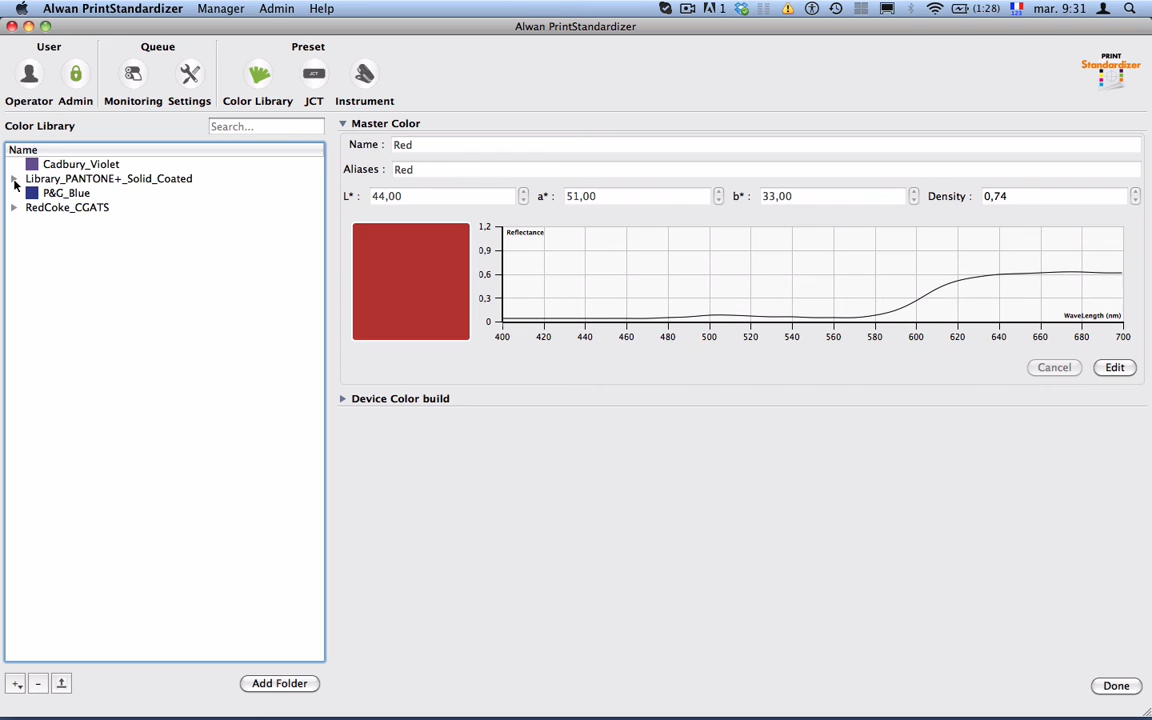 Alwan PrintStandardizer Manager Admin Help 1 (1:28) 123 mar. 9:31
Alwan PrintStandardizer
User Queue Preset
JCT
Operator Admin Monitoring Settings Color Library JCT Instrument
PRINT
Standardizer
Color Library Search...
Name
Cadbury_Violet
Library_PANTONE+_Solid_Coated
P&G_Blue
RedCoke_CGATS
Master Color
Name : Red
Aliases : Red
L* : 44,00 a* : 51,00 b* : 33,00 Density : 0,74
1,2
0,9
0,6
0,3
0
Reflectance
WaveLength (nm)
400 420 440 460 480 500 520 540 560 580 600 620 640 660 680 700
Cancel Edit
Device Color build
+ - Add Folder Done